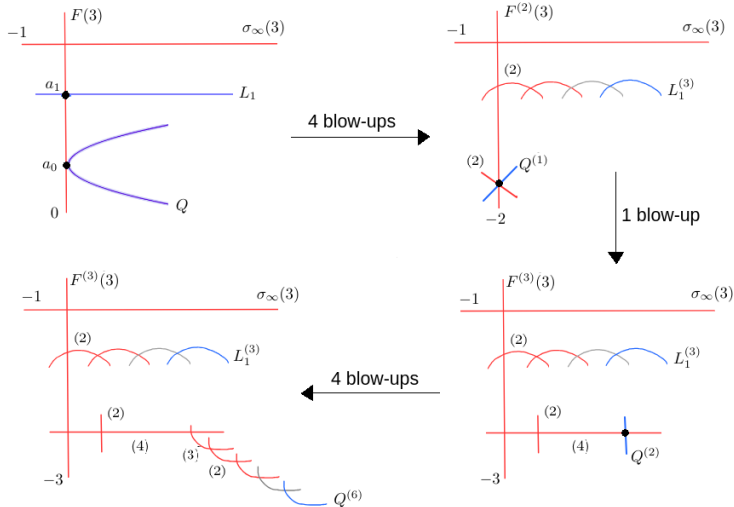 F(3)
−1
σ∞(3)
a₁
L₁
a₀
Q
0
4 blow-ups
F⁽²⁾(3)
−1
σ∞(3)
(2)
L₁⁽³⁾
(2)
Q⁽¹⁾
−2
1 blow-up
F⁽³⁾(3)
−1
σ∞(3)
(2)
L₁⁽³⁾
(2)
(4)
Q⁽²⁾
−3
4 blow-ups
F⁽³⁾(3)
−1
σ∞(3)
(2)
L₁⁽³⁾
(2)
(4)
(3)
(2)
−3
Q⁽⁶⁾